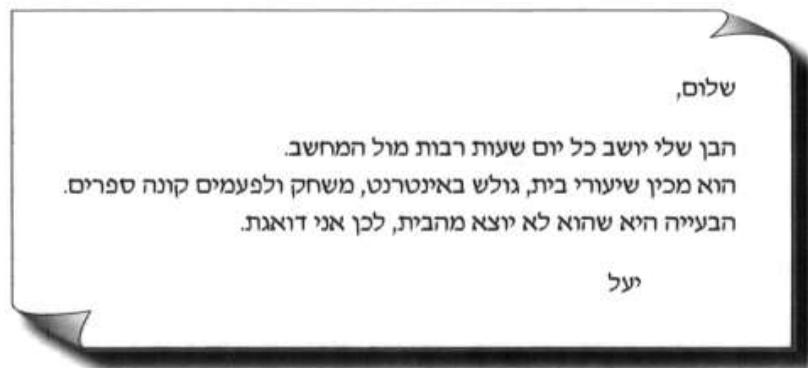 שלום,
הבן שלי יושב כל יום שעות רבות מול המחשב.
הוא מכין שיעורי בית, גולש באינטרנט, משחק ולפעמים קונה ספרים.
הבעייה היא שהוא לא יוצא מהבית, לכן אני דואגת.
יעל